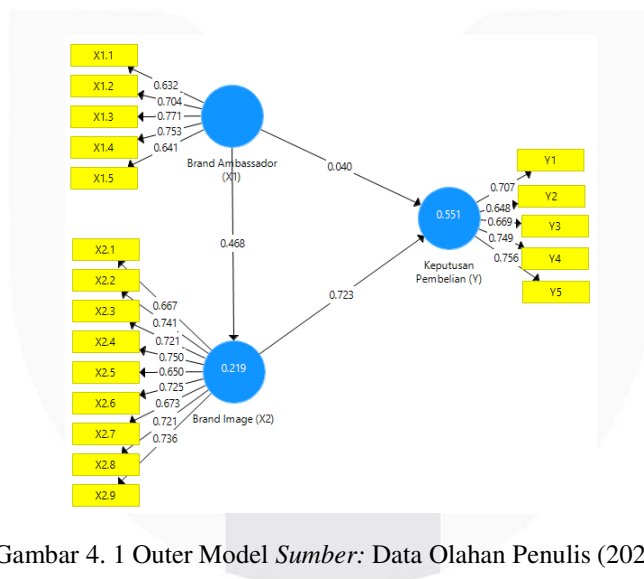 X1.1
X1.2
X1.3
X1.4
X1.5
0.632
0.704
0.771
0.753
0.641
Brand Ambassador
(X1)
0.040
0.468
Y1
Y2
Y3
Y4
Y5
0.707
0.648
0.669
0.749
0.756
0.551
Keputusan
Pembelian (Y)
0.723
X2.1
X2.2
X2.3
X2.4
X2.5
X2.6
X2.7
X2.8
X2.9
0.667
0.741
0.721
0.750
0.650
0.725
0.673
0.721
0.736
0.219
Brand Image (X2)
Gambar 4. 1 Outer Model Sumber: Data Olahan Penulis (202